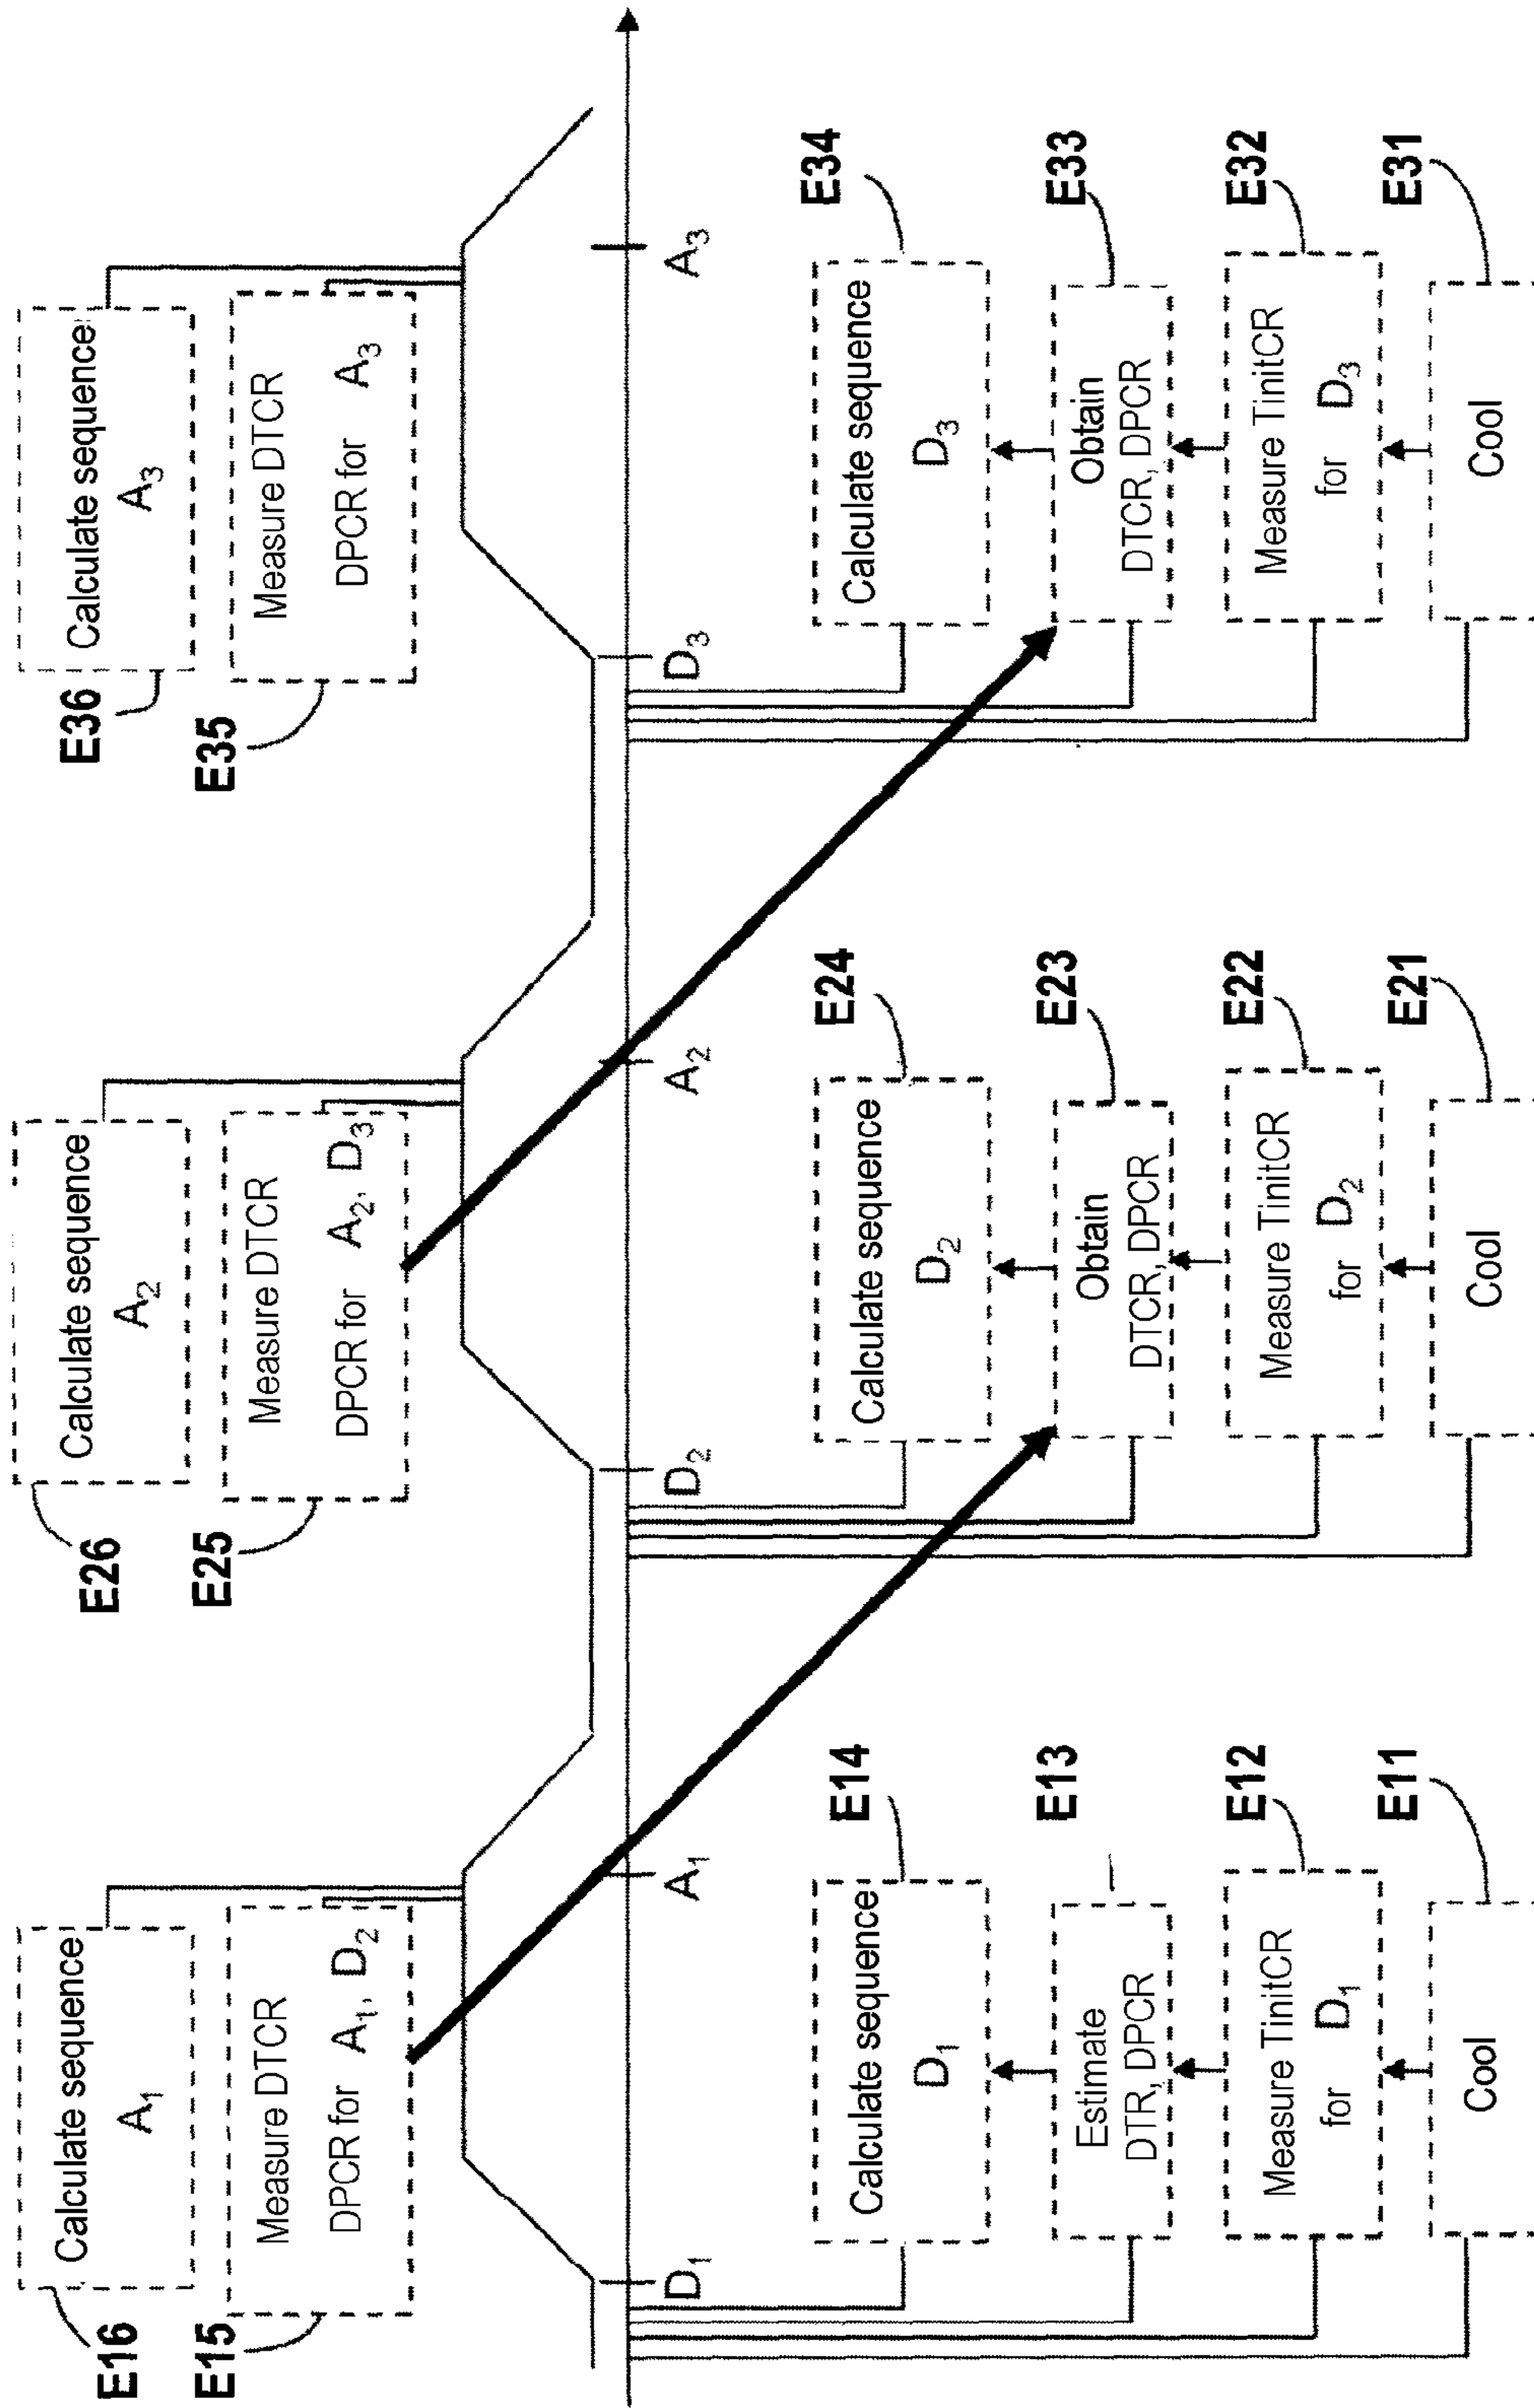 E16
Calculate sequence
A1
E15
Measure DTCR
DPCR for A1, D2
E26
Calculate sequence
A2
E25
Measure DTCR
DPCR for A2, D3
E36
Calculate sequence
A3
E35
Measure DTCR
DPCR for A3
D1
A1
D2
A2
D3
A3
E14
Calculate sequence
D1
E13
Estimate
DTR, DPCR
E12
Measure TinitCR
for D1
E11
Cool
E24
Calculate sequence
D2
E23
Obtain
DTCR, DPCR
E22
Measure TinitCR
for D2
E21
Cool
E34
Calculate sequence
D3
E33
Obtain
DTCR, DPCR
E32
Measure TinitCR
for D3
E31
Cool